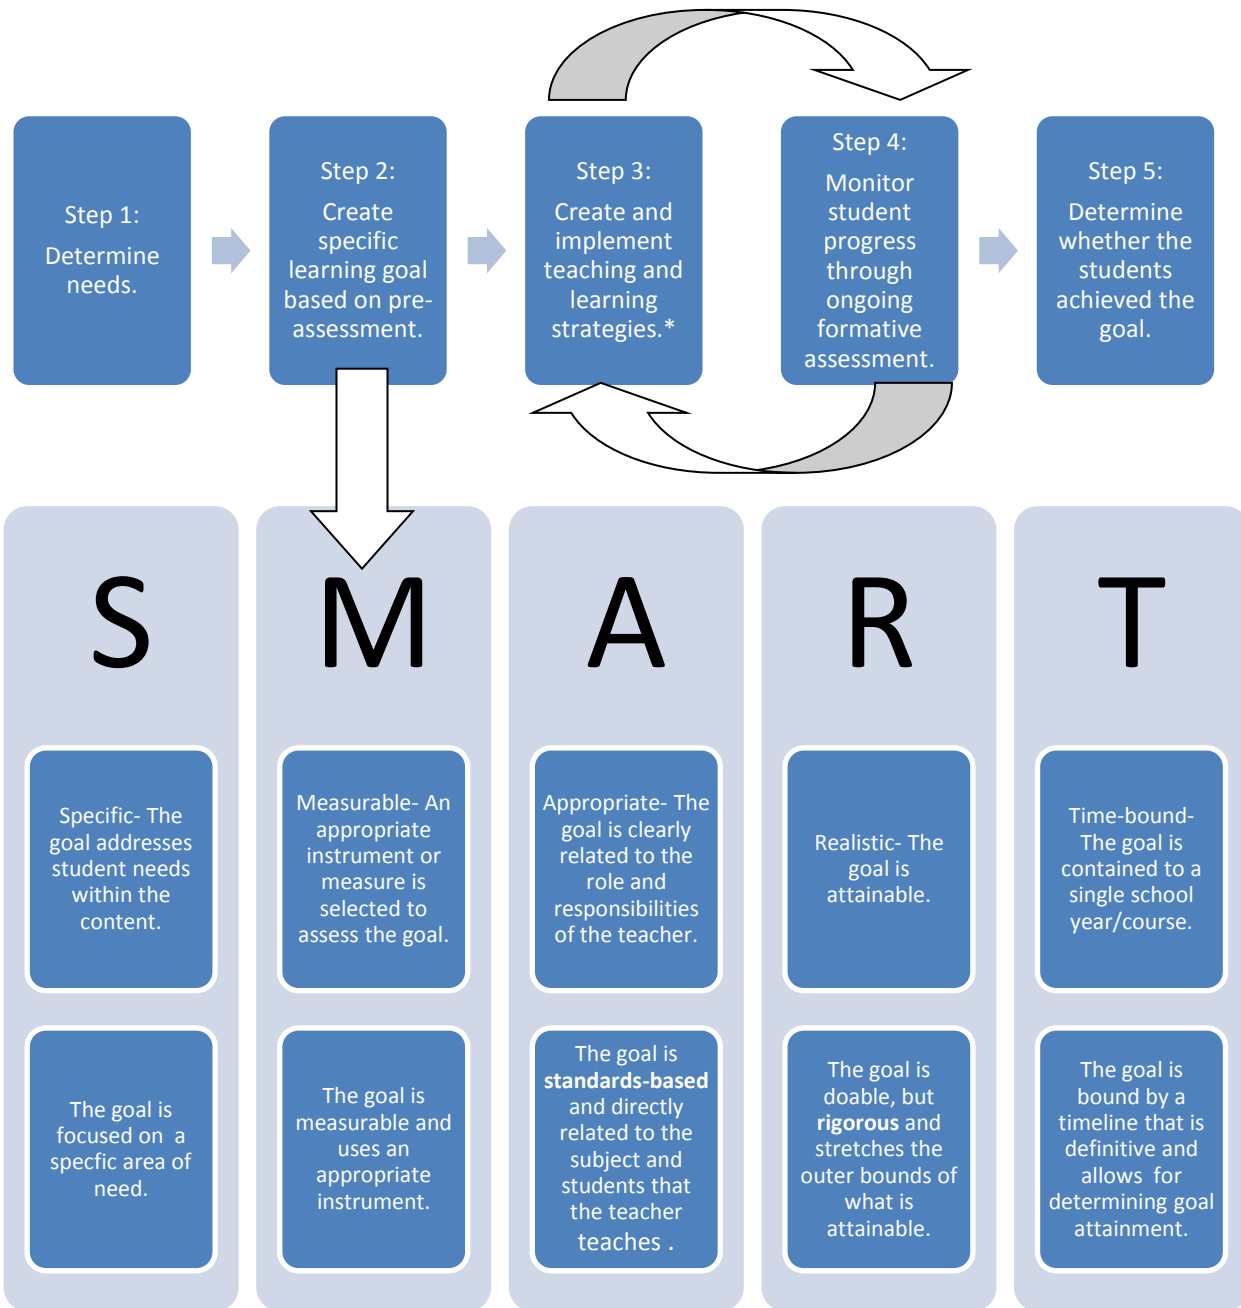 Step 1:
Determine
needs.
Step 2:
Create
specific
learning goal
based on pre-
assessment.
Step 3:
Create and
implement
teaching and
learning
strategies.*
Step 4:
Monitor
student
progress
through
ongoing
formative
assessment.
Step 5:
Determine
whether the
students
achieved the
goal.
S
M
A
R
T
Specific- The
goal addresses
student needs
within the
content.
Measurable- An
appropriate
instrument or
measure is
selected to
assess the goal.
Appropriate- The
goal is clearly
related to the
role and
responsibilities
of the teacher.
Realistic- The
goal is
attainable.
Time-bound-
The goal is
contained to a
single school
year/course.
The goal is
focused on a
specfic area of
need.
The goal is
measurable and
uses an
appropriate
instrument.
The goal is
standards-based
and directly
related to the
subject and
students that
the teacher
teaches .
The goal is
doable, but
rigorous and
stretches the
outer bounds of
what is
attainable.
The goal is
bound by a
timeline that is
definitive and
allows for
determining goal
attainment.